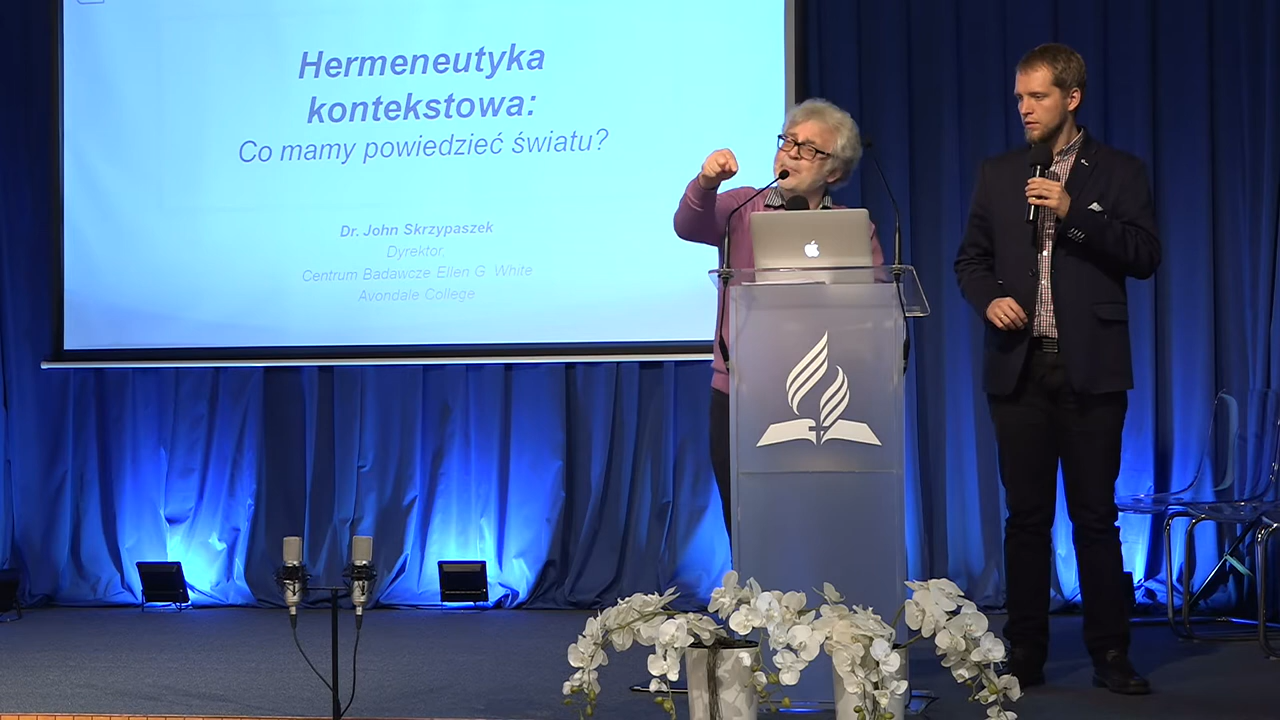 Hermeneutyka
kontekstowa:
Co mamy powiedzieć światu?
Dr. John Skrzypaszek
Dyrektor,
Centrum Badawcze Ellen G. White
Avondale College